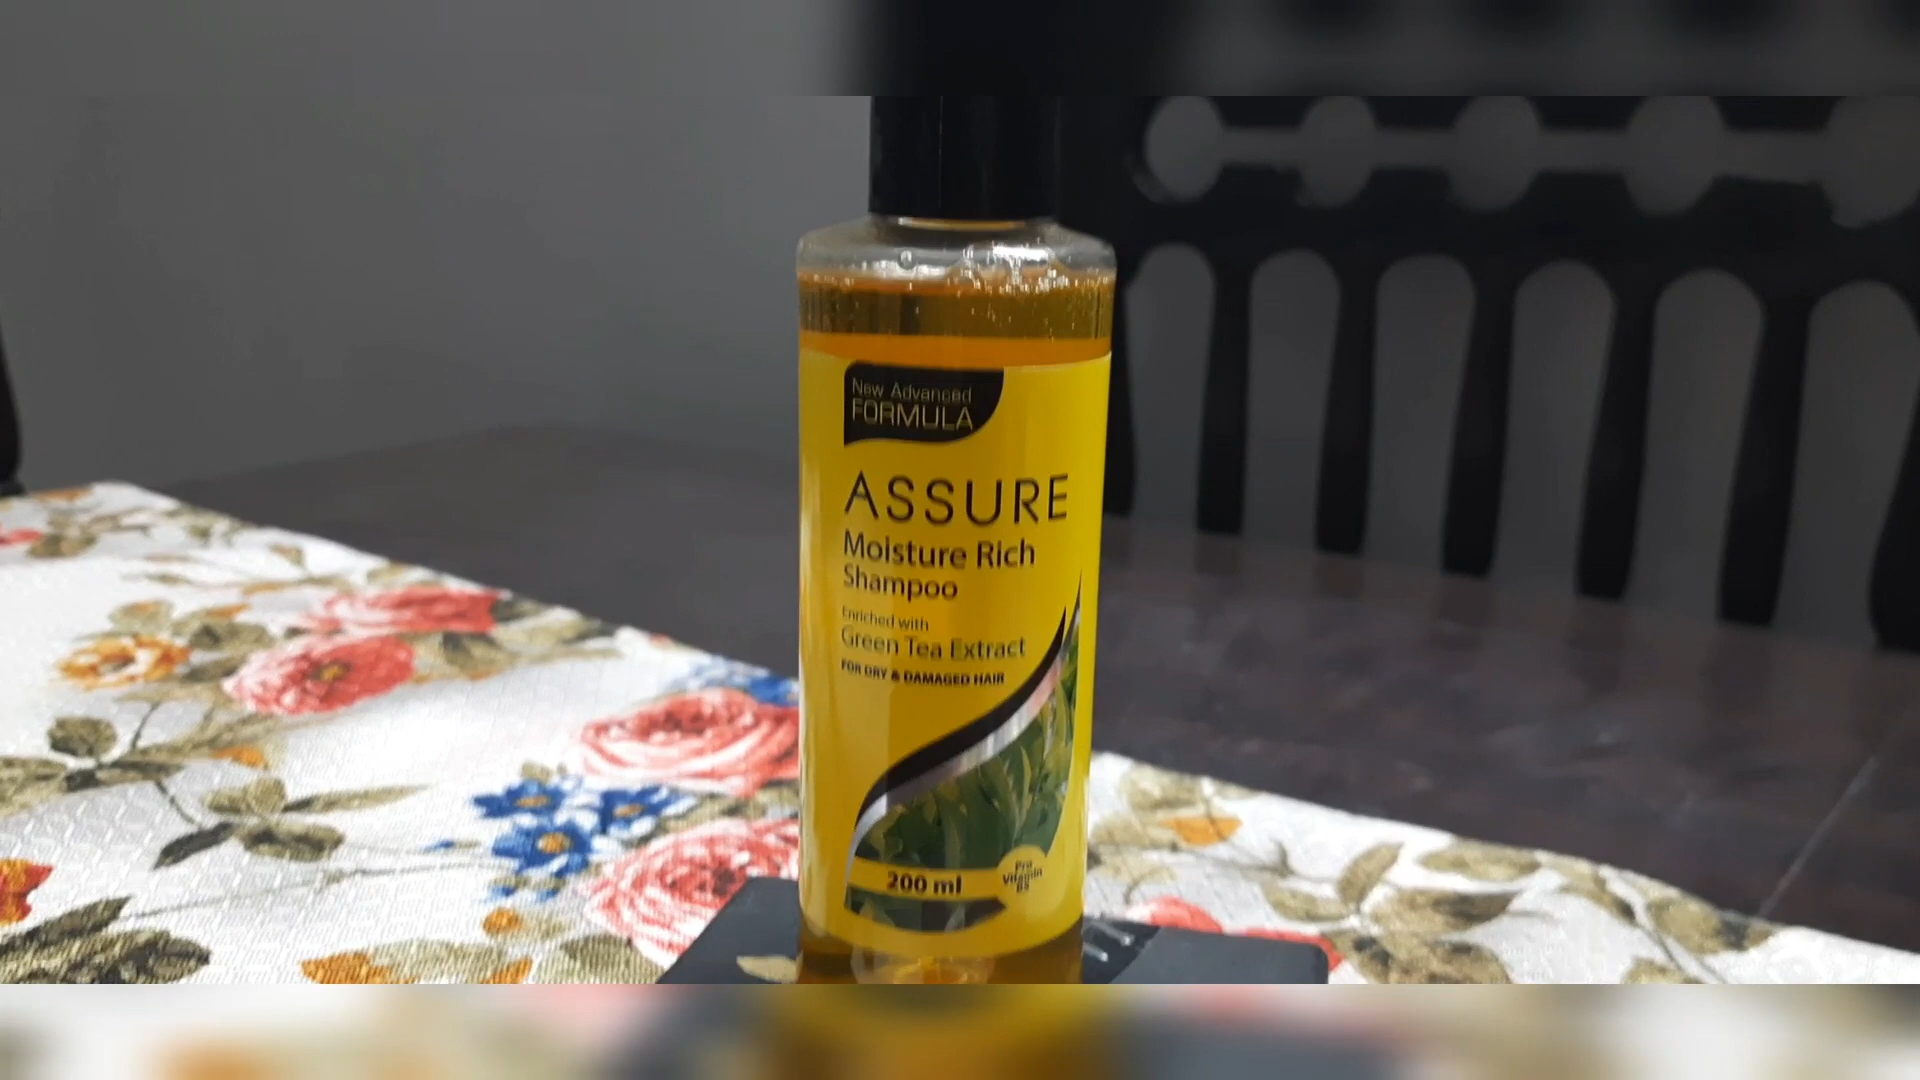 New Advanced
FORMULA
ASSURE
Moisture Rich
Shampoo
Enriched with
Green Tea Extract
FOR DRY & DAMAGED HAIR
200 ml
Pro
Vitamin
B5